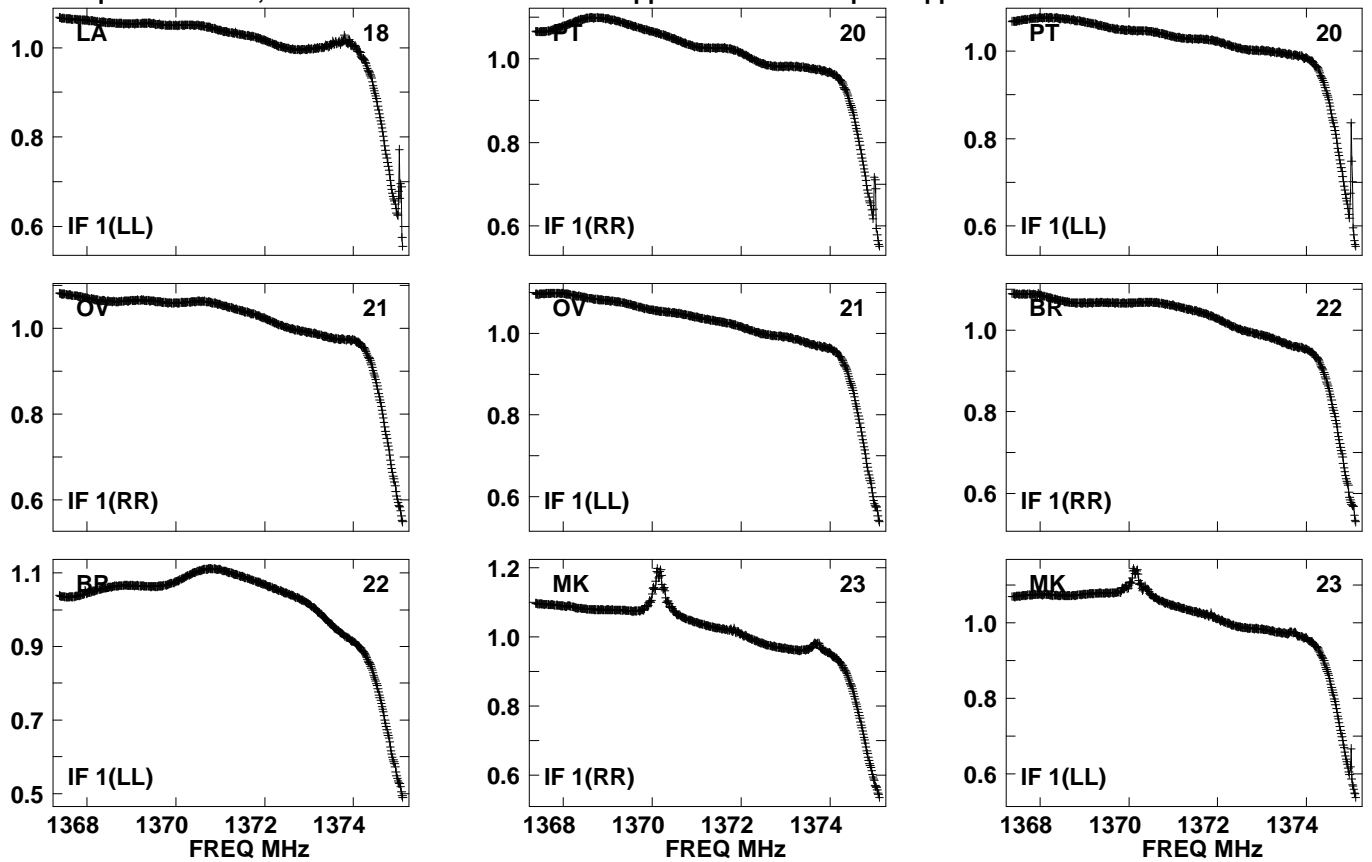 LA 18
1.0
0.8
0.6
IF 1(LL)
PT 20
1.0
0.8
0.6
IF 1(RR)
PT 20
1.0
0.8
0.6
IF 1(LL)
OV 21
1.0
0.8
0.6
IF 1(RR)
OV 21
1.0
0.8
0.6
IF 1(LL)
BR 22
1.0
0.8
0.6
IF 1(RR)
BR 22
1.1
0.9
0.7
0.5
IF 1(LL)
1368 1370 1372 1374
FREQ MHz
MK 23
1.2
1.0
0.8
0.6
IF 1(RR)
1368 1370 1372 1374
FREQ MHz
MK 23
1.0
0.8
0.6
IF 1(LL)
1368 1370 1372 1374
FREQ MHz